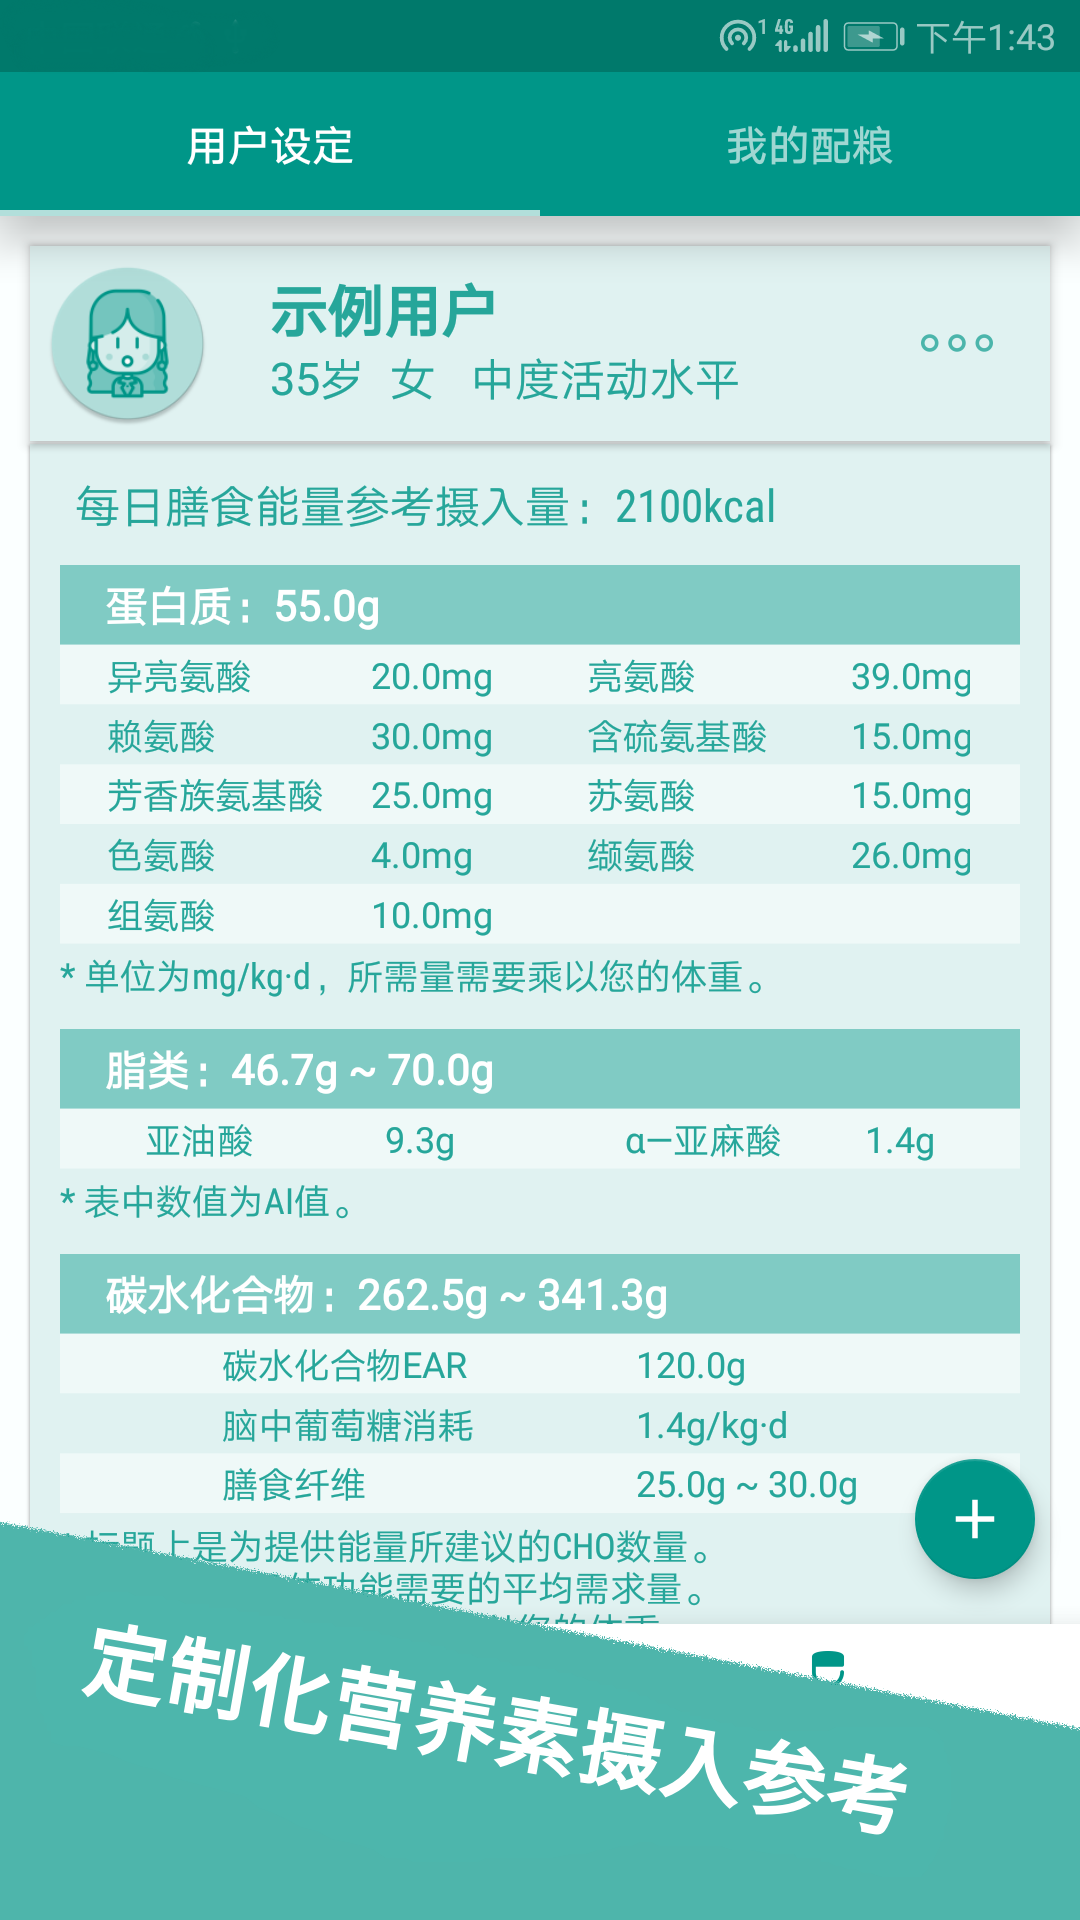 1 4G 下午1:43
用户设定 我的配粮
示例用户
35岁 女 中度活动水平
每日膳食能量参考摄入量：2100kcal
蛋白质：55.0g
异亮氨酸 20.0mg 亮氨酸 39.0mg
赖氨酸 30.0mg 含硫氨基酸 15.0mg
芳香族氨基酸 25.0mg 苏氨酸 15.0mg
色氨酸 4.0mg 缬氨酸 26.0mg
组氨酸 10.0mg
* 单位为mg/kg·d，所需量需要乘以您的体重。
脂类：46.7g ~ 70.0g
亚油酸 9.3g α—亚麻酸 1.4g
* 表中数值为AI值。
碳水化合物：262.5g ~ 341.3g
碳水化合物EAR 120.0g
脑中葡萄糖消耗 1.4g/kg·d
膳食纤维 25.0g ~ 30.0g
标题上是为提供能量所建议的CHO数量。
功能需要的平均需求量。
您的体重
定制化营养素摄入参考